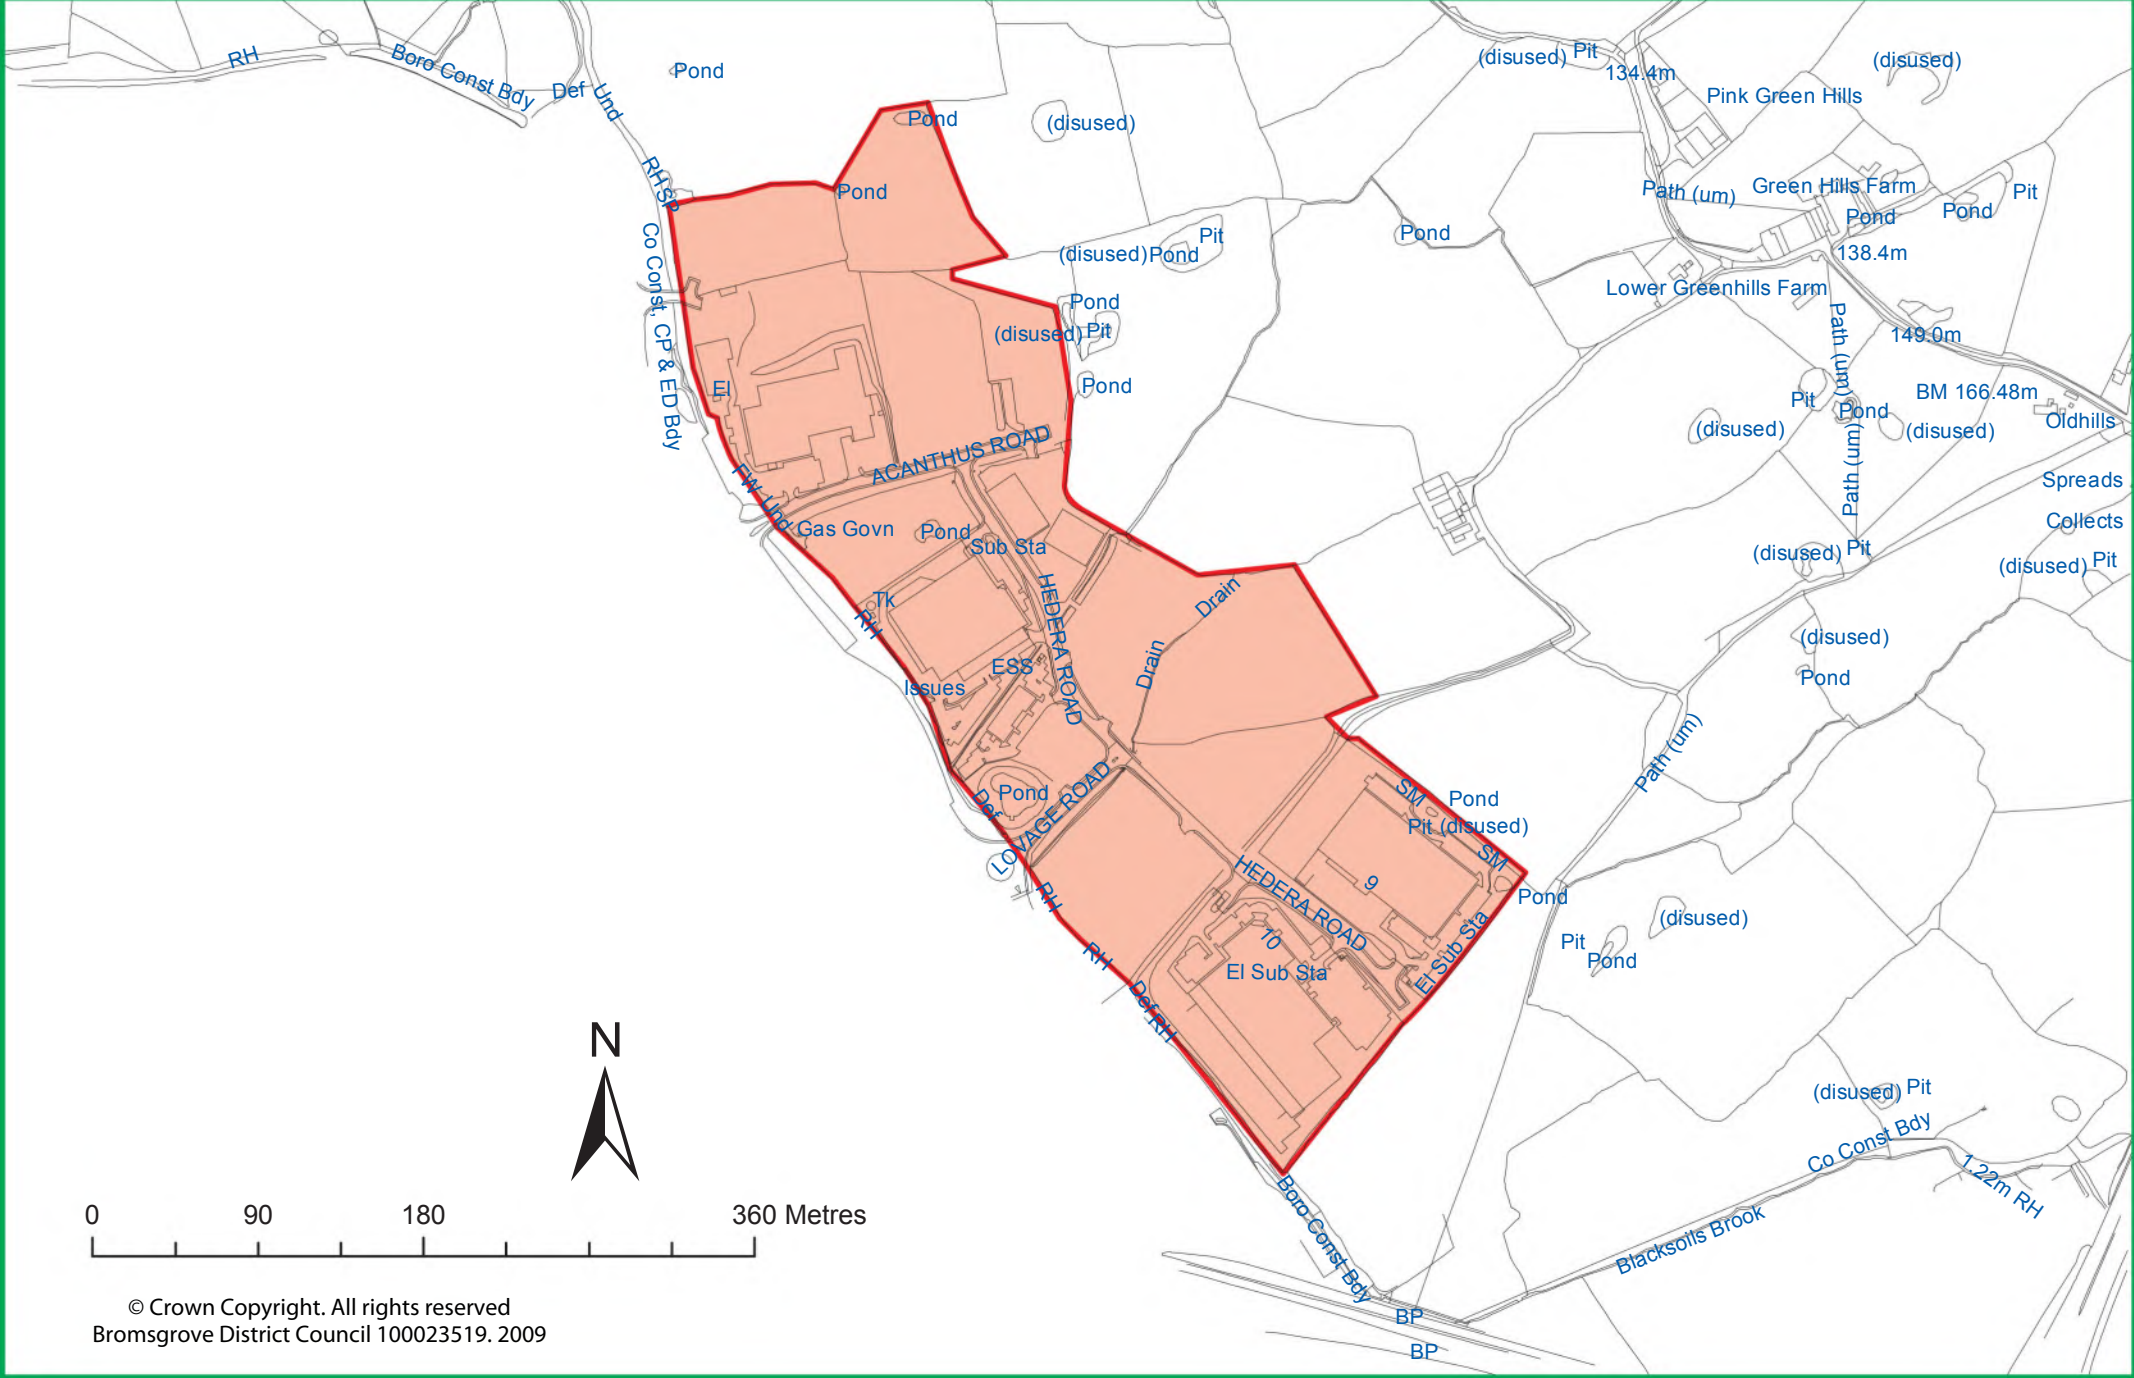 RH
Boro Const Bdy
Def
Und
Pond
(disused) Pit
134.4m
(disused)
Pink Green Hills
Pond
(disused)
RH SP
Pond
Path (um)
Green Hills Farm
Pit
Pond
Pond
Co Const, CP & ED Bdy
Pit
(disused) Pond
Pond
138.4m
Lower Greenhills Farm
Pond
(disused) Pit
Path (um)
149.0m
El
Pond
Pit
BM 166.48m
Pond
(disused)
(disused)
Oldhills
ACANTHUS ROAD
Path (um)
FW
Und
Spreads
Gas Govn
Pond
Sub Sta
Collects
(disused) Pit
(disused) Pit
Tk
RH
HEDERA ROAD
Drain
Drain
(disused)
Pond
ESS
Issues
Path (um)
Def
Pond
LOVAGE ROAD
SM
Pond
Pit (disused)
SM
HEDERA ROAD
9
Pond
RH
(disused)
10
El Sub Sta
El Sub Sta
Pit
Pond
RH
Def
RH
N
(disused) Pit
Co Const Bdy
1.22m RH
Boro Const Bdy
Blacksoils Brook
BP
BP
0 90 180 360 Metres
© Crown Copyright. All rights reserved
Bromsgrove District Council 100023519. 2009